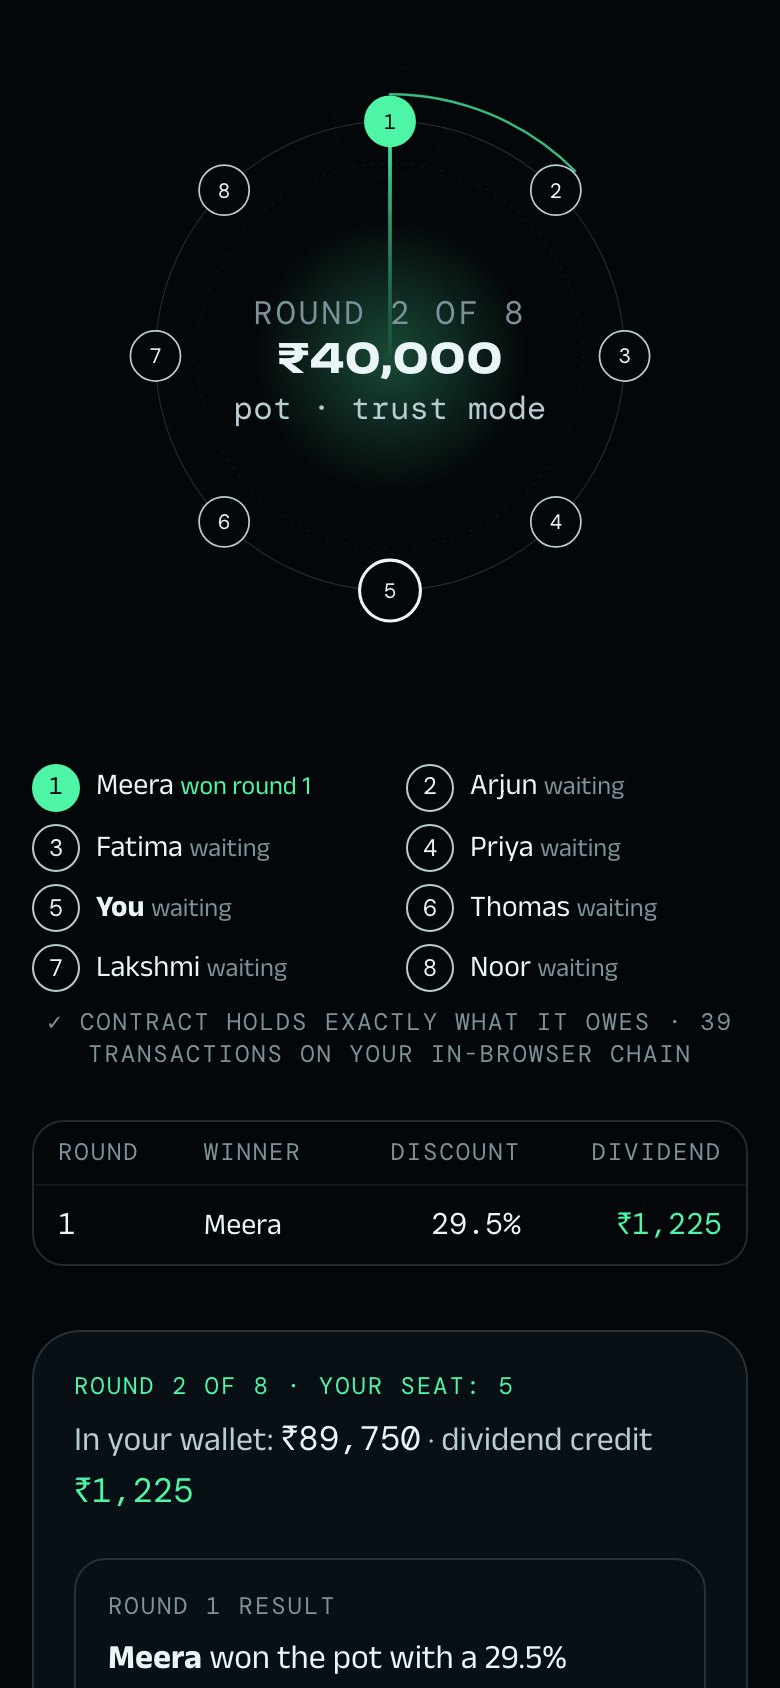 1
8
2
ROUND 2 OF 8
7
₹40,000
3
pot · trust mode
6
4
5
1 Meera won round 1
2 Arjun waiting
3 Fatima waiting
4 Priya waiting
5 You waiting
6 Thomas waiting
7 Lakshmi waiting
8 Noor waiting
✓ CONTRACT HOLDS EXACTLY WHAT IT OWES · 39
TRANSACTIONS ON YOUR IN-BROWSER CHAIN
ROUND WINNER DISCOUNT DIVIDEND
1 Meera 29.5% ₹1,225
ROUND 2 OF 8 · YOUR SEAT: 5
In your wallet: ₹89,750 · dividend credit
₹1,225
ROUND 1 RESULT
Meera won the pot with a 29.5%